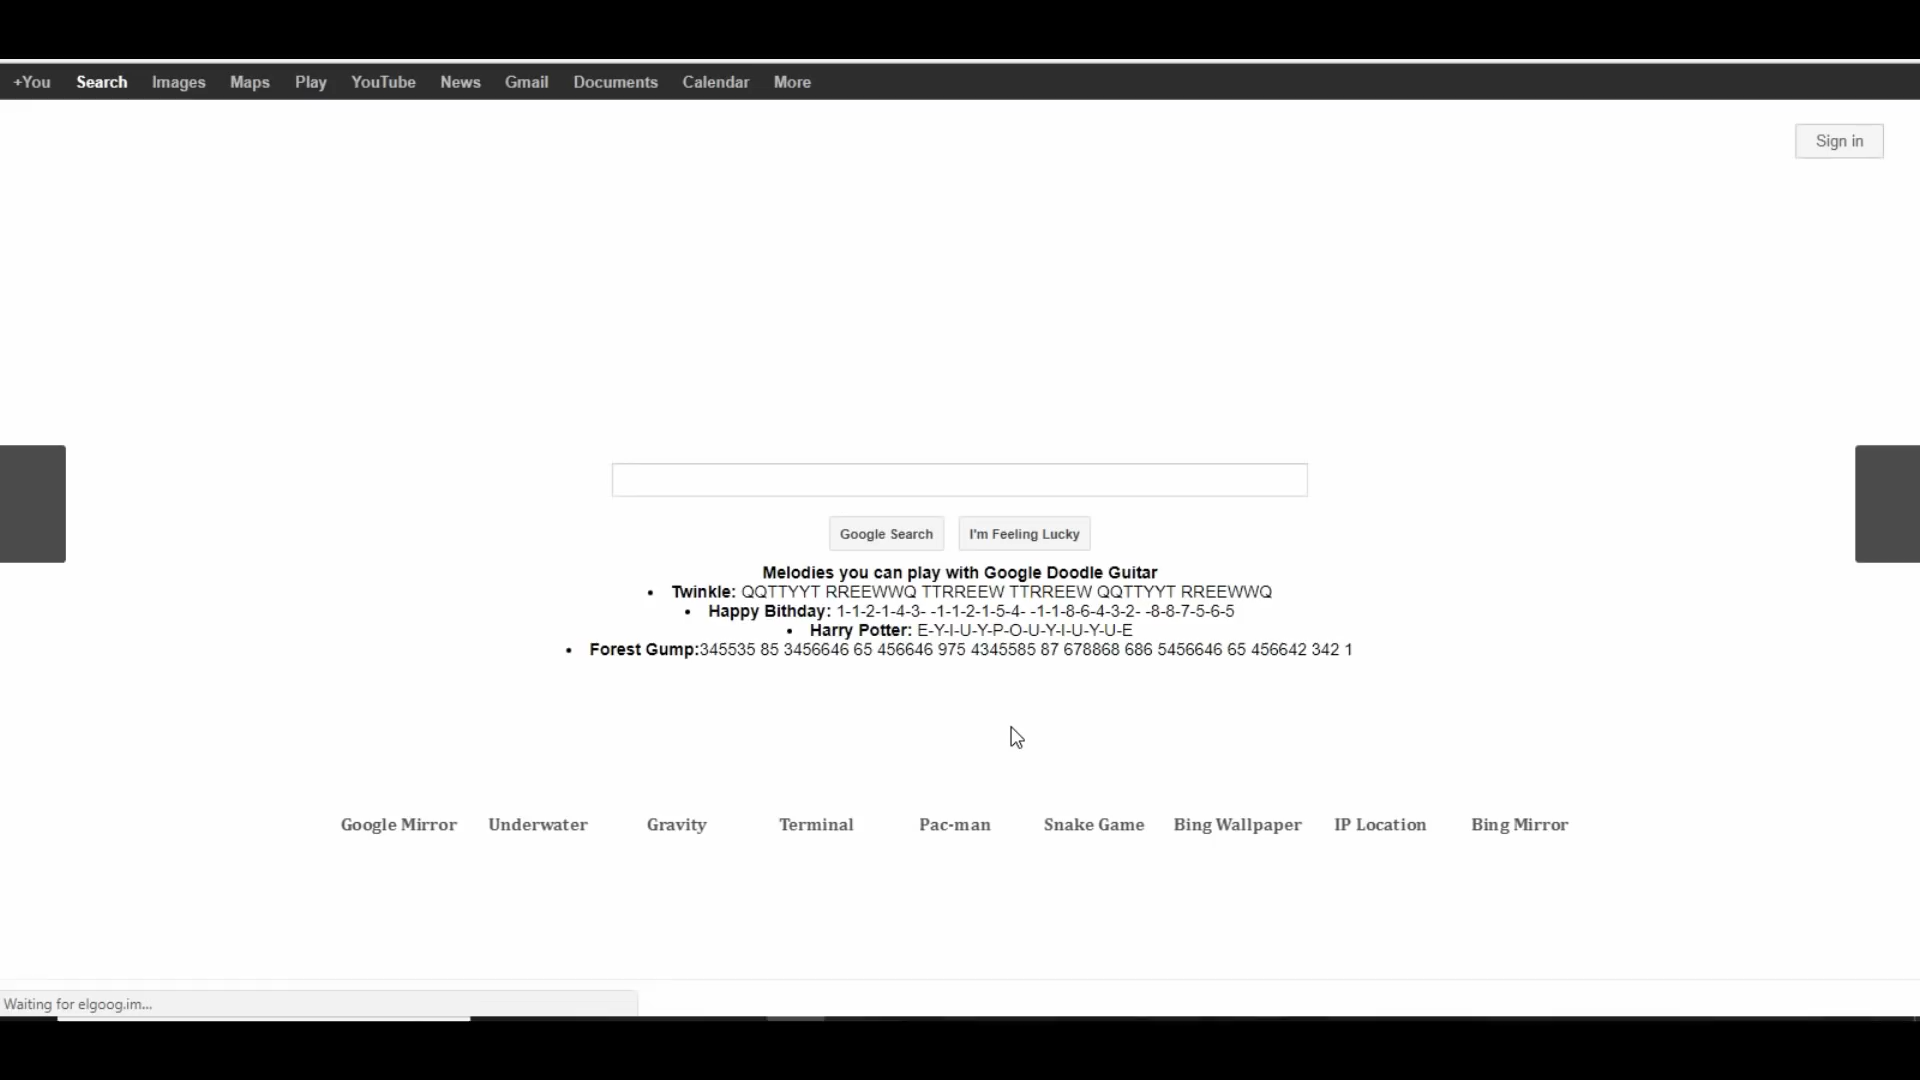 +You Search Images Maps Play YouTube News Gmail Documents Calendar More
Sign in
Google Search I'm Feeling Lucky
Melodies you can play with Google Doodle Guitar
• Twinkle: QQTTYYT RREEWWQ TTRREEW TTRREEW QQTTYYT RREEWWQ
• Happy Bithday: 1-1-2-1-4-3- -1-1-2-1-5-4- -1-1-8-6-4-3-2- -8-8-7-5-6-5
• Harry Potter: E-Y-I-U-Y-P-O-U-Y-I-U-Y-U-E
• Forest Gump:345535 85 3456646 65 456646 975 4345585 87 678868 686 5456646 65 456642 342 1
Google Mirror Underwater Gravity Terminal Pac-man Snake Game Bing Wallpaper IP Location Bing Mirror
Waiting for elgoog.im...